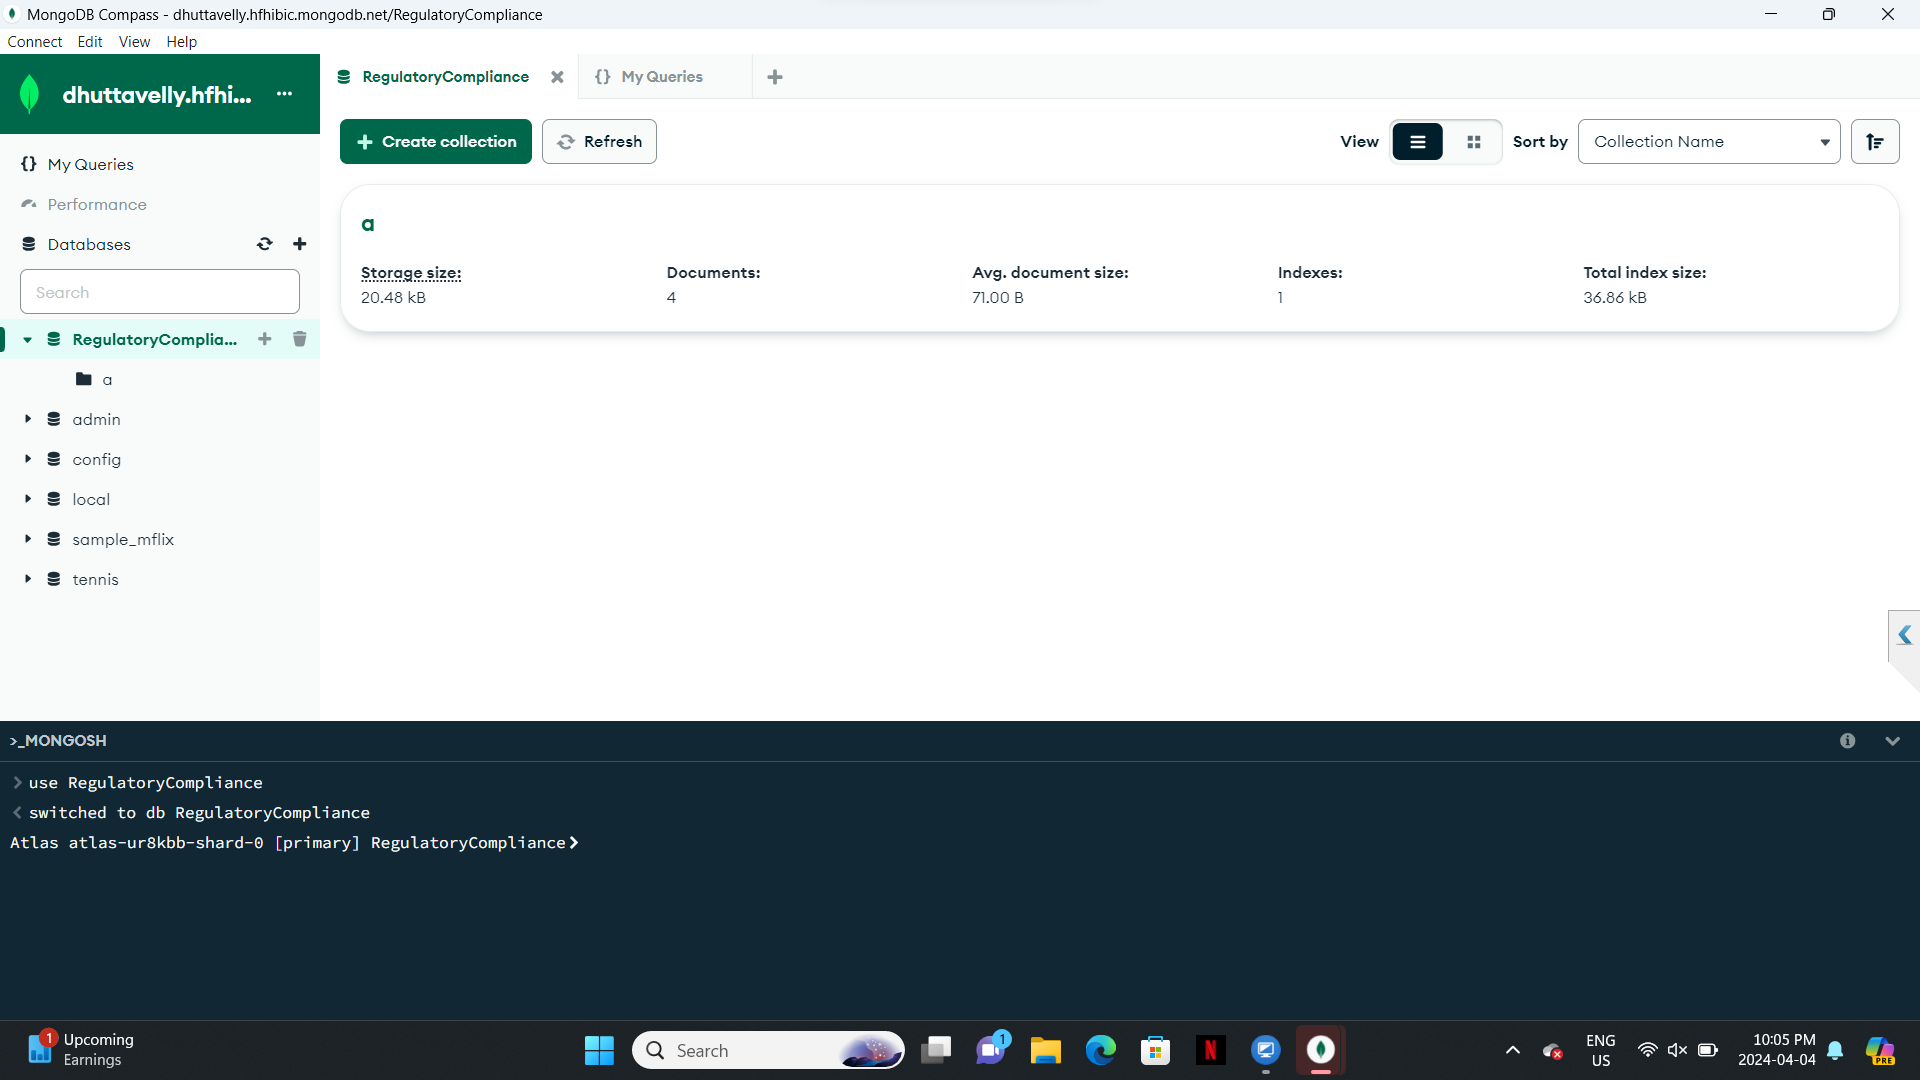 MongoDB Compass - dhuttavelly.hfhibic.mongodb.net/RegulatoryCompliance
Connect Edit View Help
dhuttavelly.hfhi... ...
My Queries
Performance
Databases
Search
RegulatoryComplia...
a
admin
config
local
sample_mflix
tennis
RegulatoryCompliance
{} My Queries
Create collection
Refresh
View
Sort by
Collection Name
a
Storage size:
20.48 kB
Documents:
4
Avg. document size:
71.00 B
Indexes:
1
Total index size:
36.86 kB
>_MONGOSH
> use RegulatoryCompliance
< switched to db RegulatoryCompliance
Atlas atlas-ur8kbb-shard-0 [primary] RegulatoryCompliance>
1
Upcoming
Earnings
Search
1
N
ENG
US
10:05 PM
2024-04-04
PRE